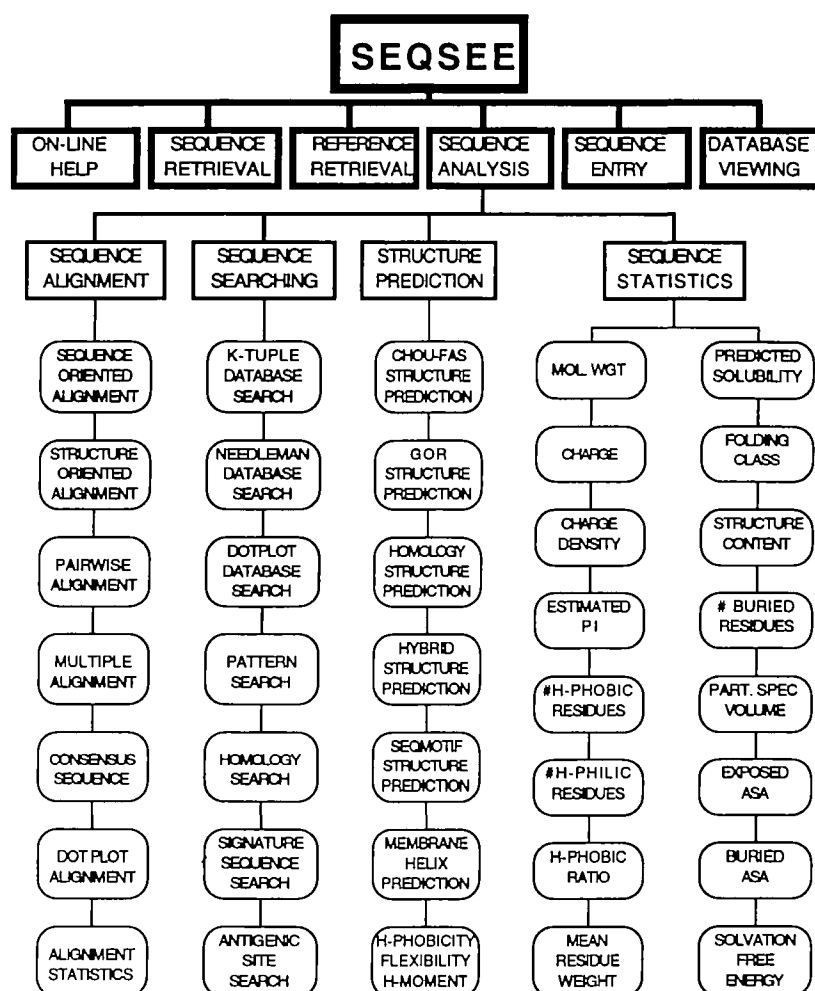 SEQSEE
ON-LINE
HELP
SEQUENCE
RETRIEVAL
REFERENCE
RETRIEVAL
SEQUENCE
ANALYSIS
SEQUENCE
ENTRY
DATABASE
VIEWING
SEQUENCE
ALIGNMENT
SEQUENCE
SEARCHING
STRUCTURE
PREDICTION
SEQUENCE
STATISTICS
SEQUENCE
ORIENTED
ALIGNMENT
STRUCTURE
ORIENTED
ALIGNMENT
PAIRWISE
ALIGNMENT
MULTIPLE
ALIGNMENT
CONSENSUS
SEQUENCE
DOT PLOT
ALIGNMENT
ALIGNMENT
STATISTICS
K-TUPLE
DATABASE
SEARCH
NEEDLEMAN
DATABASE
SEARCH
DOTPLOT
DATABASE
SEARCH
PATTERN
SEARCH
HOMOLOGY
SEARCH
SIGNATURE
SEQUENCE
SEARCH
ANTIGENIC
SITE
SEARCH
CHOU-FAS
STRUCTURE
PREDICTION
GOR
STRUCTURE
PREDICTION
HOMOLOGY
STRUCTURE
PREDICTION
HYBRID
STRUCTURE
PREDICTION
SEQMOTIF
STRUCTURE
PREDICTION
MEMBRANE
HELIX
PREDICTION
H-PHOBICITY
FLEXIBILITY
H-MOMENT
MOL. WGT
CHARGE
CHARGE
DENSITY
ESTIMATED
PI
#H-PHOBIC
RESIDUES
#H-PHILIC
RESIDUES
H-PHOBIC
RATIO
MEAN
RESIDUE
WEIGHT
PREDICTED
SOLUBILITY
FOLDING
CLASS
STRUCTURE
CONTENT
# BURIED
RESIDUES
PART. SPEC
VOLUME
EXPOSED
ASA
BURIED
ASA
SOLVATION
FREE
ENERGY